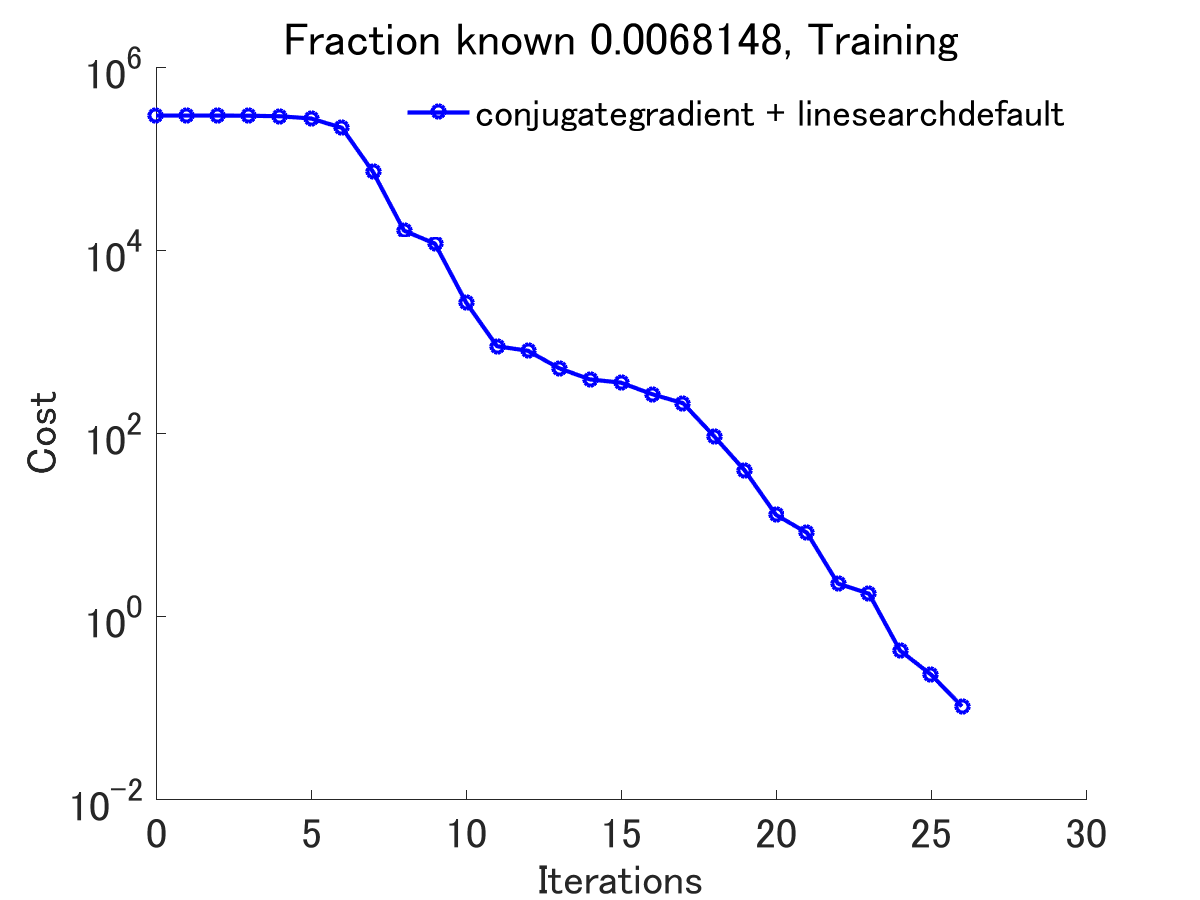 Fraction known 0.0068148, Training
conjugategradient + linesearchdefault
10^6
10^4
10^2
10^0
10^-2
Cost
0 5 10 15 20 25 30
Iterations